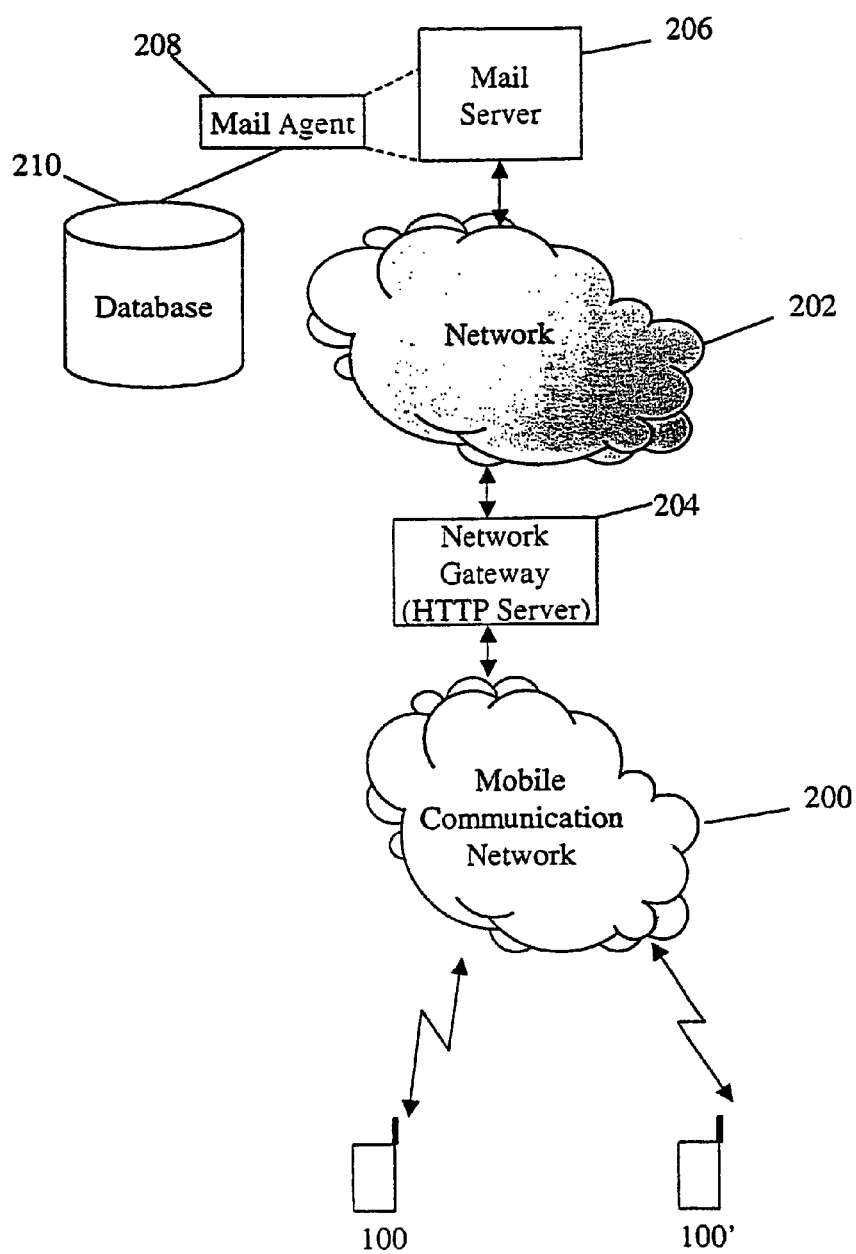 208
206
Mail
Server
Mail Agent
210
Database
Network
202
204
Network
Gateway
(HTTP Server)
Mobile
Communication
Network
200
100
100'